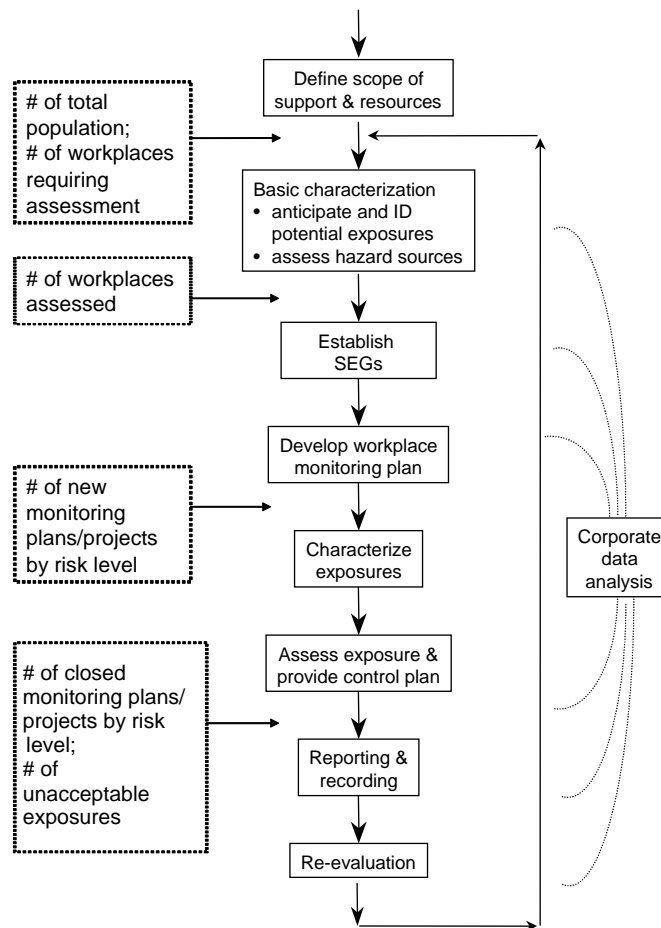 Define scope of
support & resources
# of total
population;
# of workplaces
requiring
assessment
Basic characterization
• anticipate and ID
potential exposures
• assess hazard sources
# of workplaces
assessed
Establish
SEGs
Develop workplace
monitoring plan
# of new
monitoring
plans/projects
by risk level
Characterize
exposures
Corporate
data
analysis
Assess exposure &
provide control plan
# of closed
monitoring plans/
projects by risk
level;
# of
unacceptable
exposures
Reporting &
recording
Re-evaluation